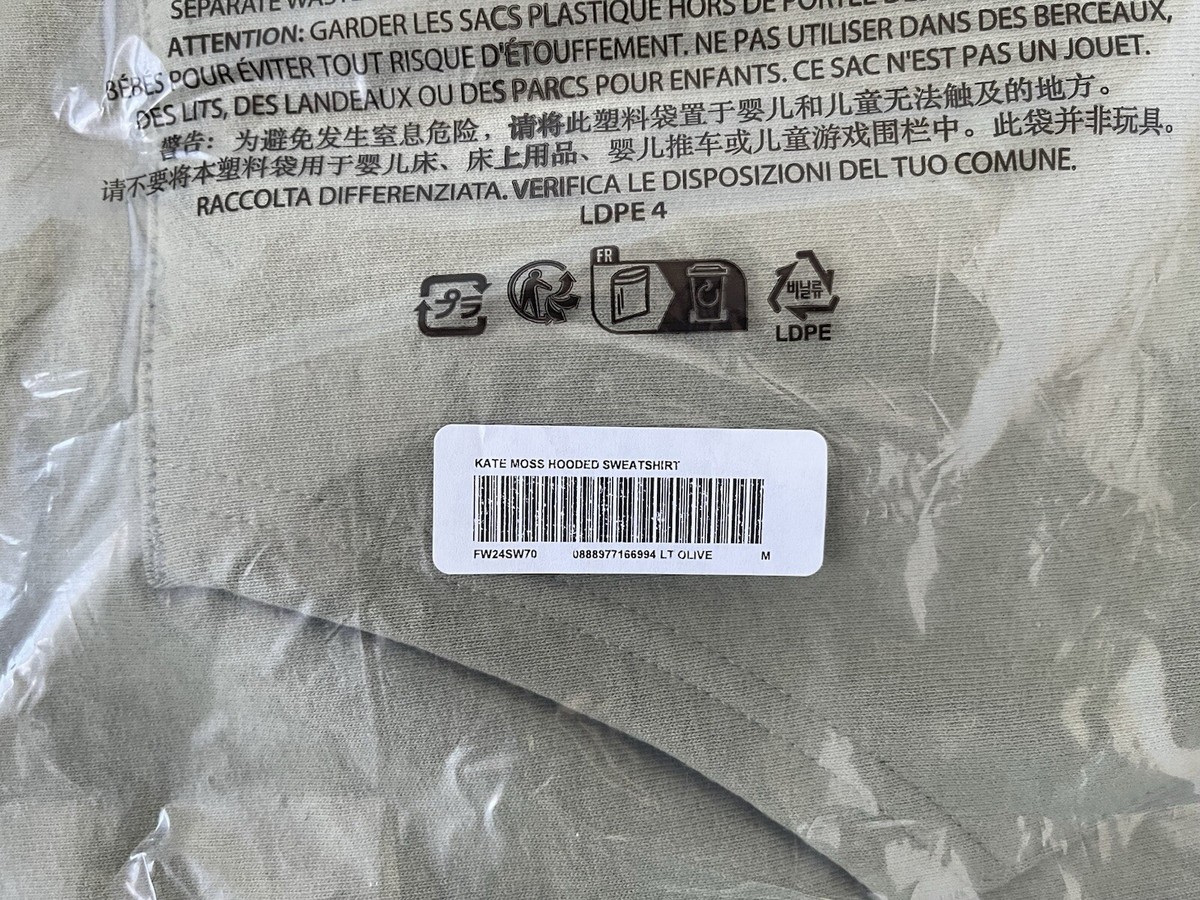 SEPARATE
ATTENTION: GARDER LES SACS PLASTIQUE HORS DE PORTÉE
BÉBÉS POUR ÉVITER TOUT RISQUE D'ÉTOUFFEMENT. NE PAS UTILISER DANS DES BERCEAUX,
DES LITS, DES LANDEAUX OU DES PARCS POUR ENFANTS. CE SAC N'EST PAS UN JOUET.
警告：为避免发生窒息危险，请将此塑料袋置于婴儿和儿童无法触及的地方。
请不要将本塑料袋用于婴儿床、床上用品、婴儿推车或儿童游戏围栏中。此袋并非玩具。
RACCOLTA DIFFERENZIATA. VERIFICA LE DISPOSIZIONI DEL TUO COMUNE.
LDPE 4
FR
プラ
비닐류
LDPE
KATE MOSS HOODED SWEATSHIRT
FW24SW70 0888977166994 LT OLIVE M